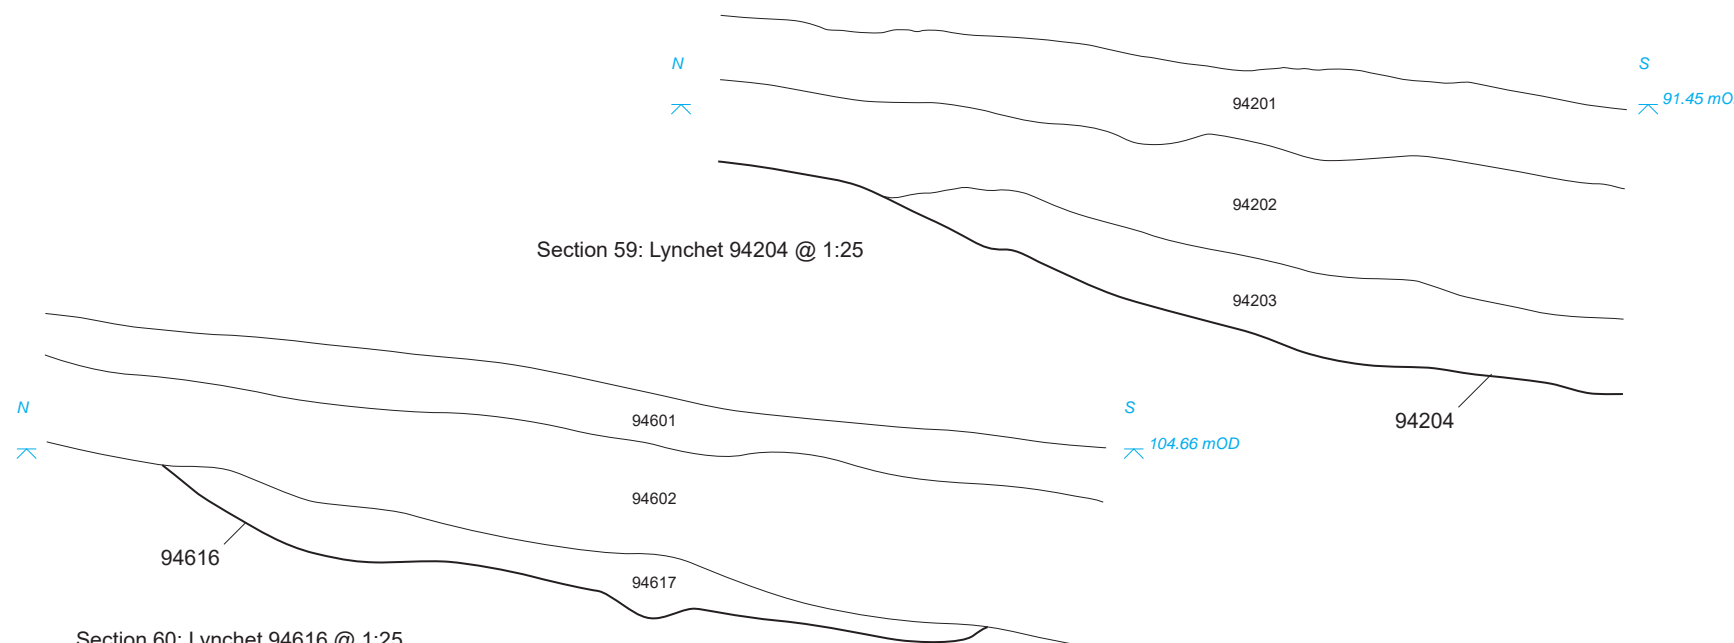 N
S
91.45 mO
94201
94202
94203
94204
Section 59: Lynchet 94204 @ 1:25
N
S
104.66 mOD
94601
94602
94616
94617
Section 60: Lynchet 94616 @ 1:25